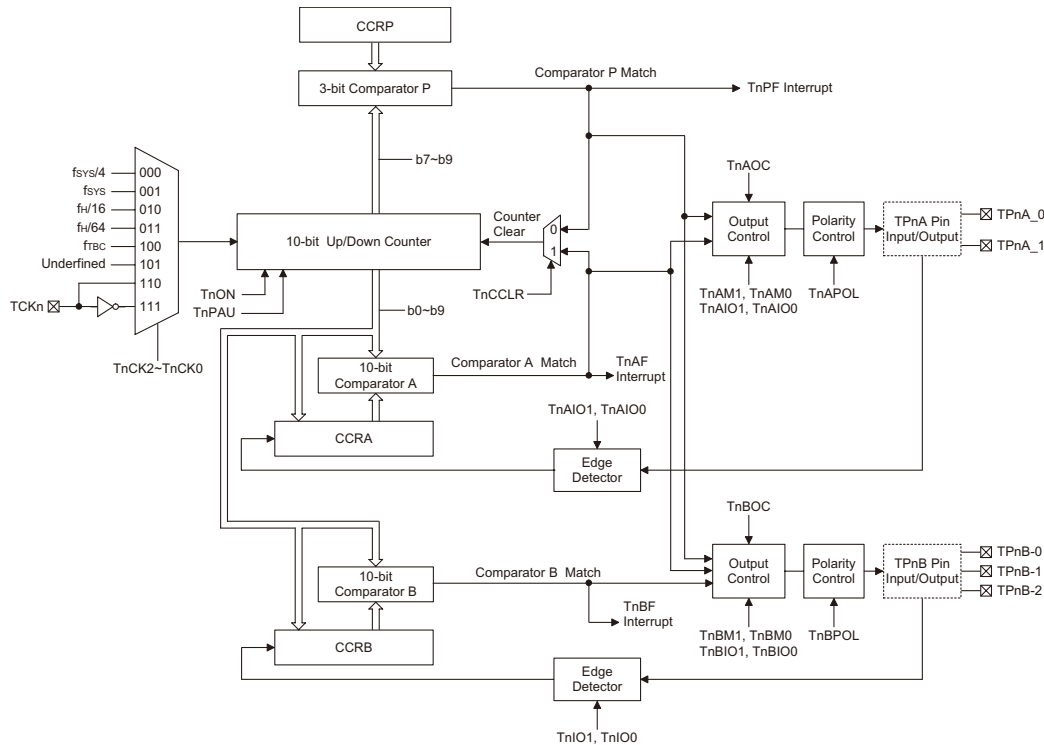 CCRP
3-bit Comparator P
Comparator P Match
TnPF Interrupt
b7~b9
fSYS/4
000
fSYS
001
fH/16
010
fH/64
011
fTBC
100
Underfined
101
110
TCKn
111
TnCK2~TnCK0
10-bit Up/Down Counter
Counter
Clear
0
1
TnCCLR
TnON
TnPAU
b0~b9
TnAOC
Output
Control
Polarity
Control
TPnA Pin
Input/Output
TPnA_0
TPnA_1
TnAM1, TnAM0
TnAIO1, TnAIO0
TnAPOL
10-bit
Comparator A
Comparator A Match
TnAF
Interrupt
CCRA
TnAIO1, TnAIO0
Edge
Detector
TnBOC
Output
Control
Polarity
Control
TPnB Pin
Input/Output
TPnB-0
TPnB-1
TPnB-2
TnBM1, TnBM0
TnBIO1, TnBIO0
TnBPOL
10-bit
Comparator B
Comparator B Match
TnBF
Interrupt
CCRB
Edge
Detector
TnIO1, TnIO0